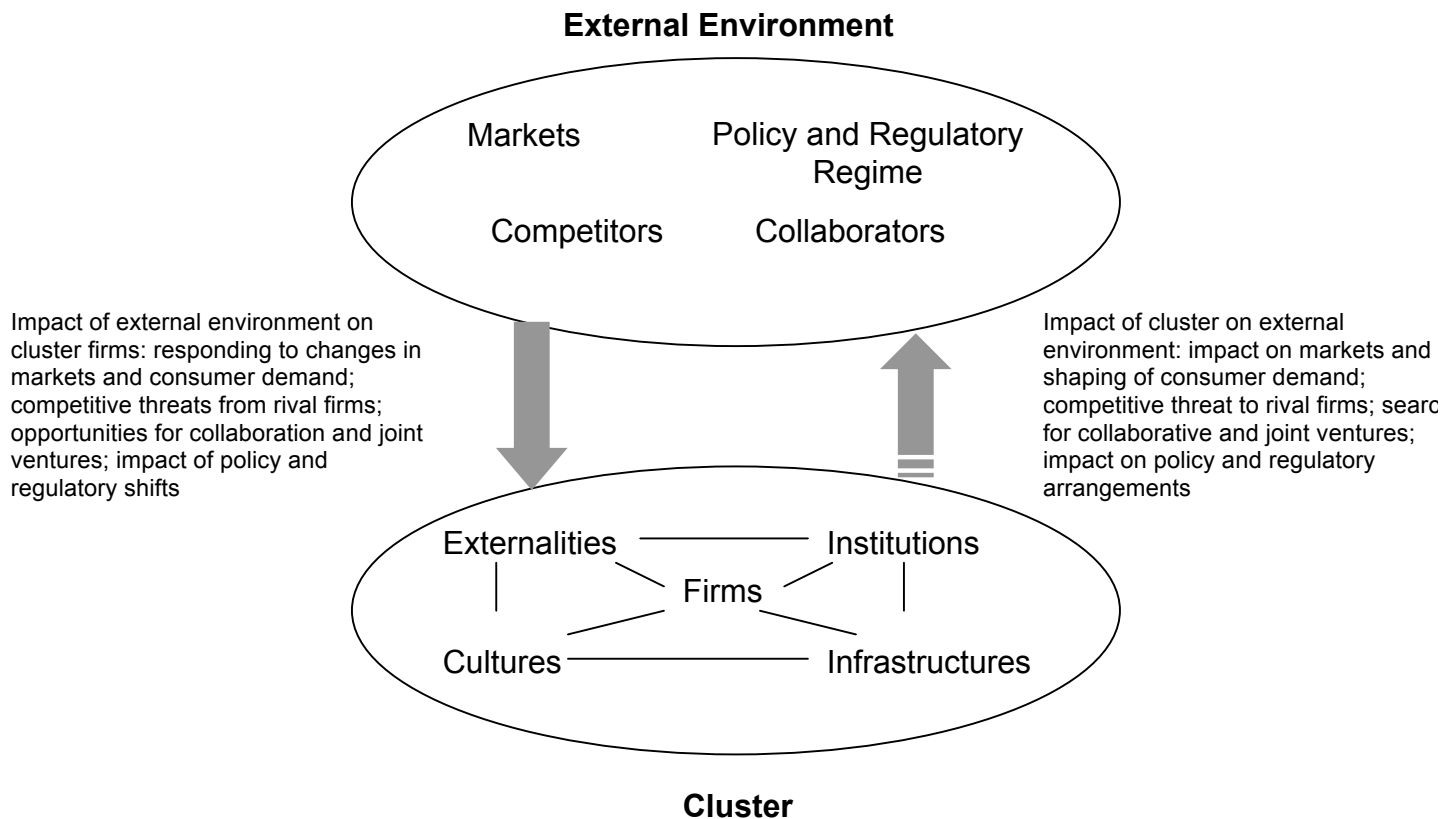 External Environment
Markets
Policy and Regulatory
Regime
Competitors
Collaborators
Impact of external environment on
cluster firms: responding to changes in
markets and consumer demand;
competitive threats from rival firms;
opportunities for collaboration and joint
ventures; impact of policy and
regulatory shifts
Impact of cluster on external
environment: impact on markets and
shaping of consumer demand;
competitive threat to rival firms; searc
for collaborative and joint ventures;
impact on policy and regulatory
arrangements
Externalities
Institutions
Firms
Cultures
Infrastructures
Cluster